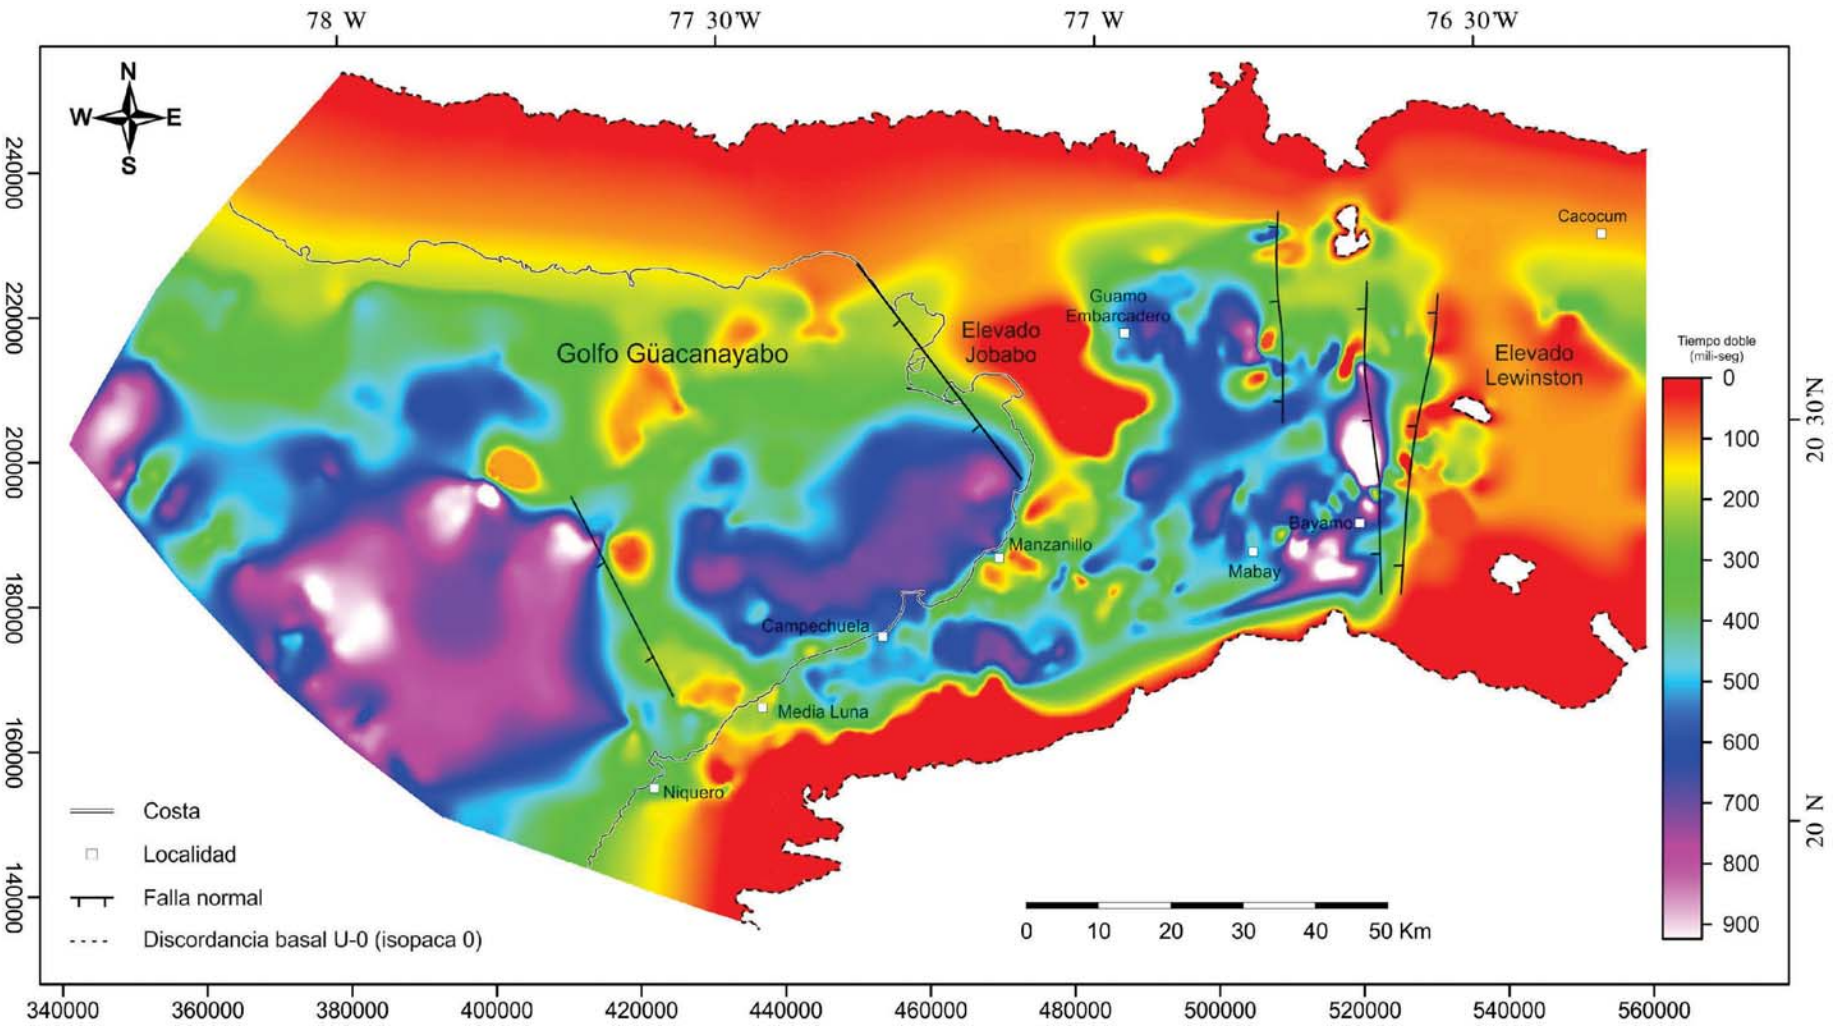 78 W
77 30'W
77 W
76 30'W
N
W E
S
240000
220000
200000
180000
160000
140000
Cacocum
Guamo
Embarcadero
Elevado
Jobabo
Golfo Güacanayabo
Elevado
Lewinston
Bayamo
Manzanillo
Mabay
Campechuela
Media Luna
Niquero
Tiempo doble
(mili-seg)
0
100
200
300
400
500
600
700
800
900
20 30'N
20 N
Costa
Localidad
Falla normal
Discordancia basal U-0 (isopaca 0)
0 10 20 30 40 50 Km
340000 360000 380000 400000 420000 440000 460000 480000 500000 520000 540000 560000